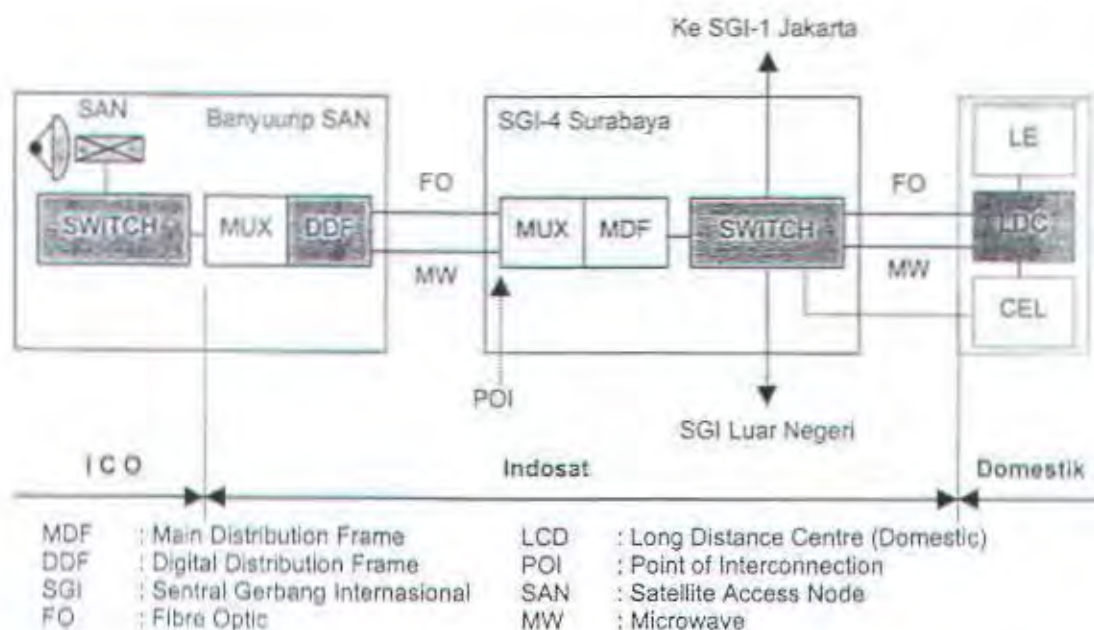 Ke SGI-1 Jakarta
SAN
Banyuurip SAN
SGI-4 Surabaya
LE
FO
FO
SWITCH
MUX
DDF
MUX
MDF
SWITCH
LDC
MW
MW
CEL
POI
SGI Luar Negeri
ICO
Indosat
Domestik
MDF : Main Distribution Frame
DDF : Digital Distribution Frame
SGI : Sentral Gerbang Internasional
FO : Fibre Optic
LCD : Long Distance Centre (Domestic)
POI : Point of Interconnection
SAN : Satellite Access Node
MW : Microwave